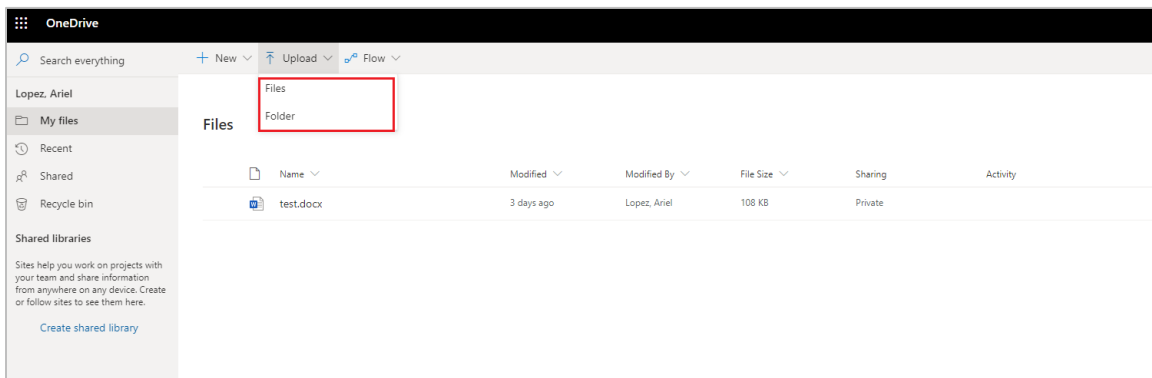 OneDrive
Search everything
New Upload Flow
Files
Folder
Lopez, Ariel
My files
Recent
Shared
Recycle bin
Shared libraries
Sites help you work on projects with
your team and share information
from anywhere on any device. Create
or follow sites to see them here.
Create shared library
Files
Name Modified Modified By File Size Sharing Activity
test.docx 3 days ago Lopez, Ariel 108 KB Private